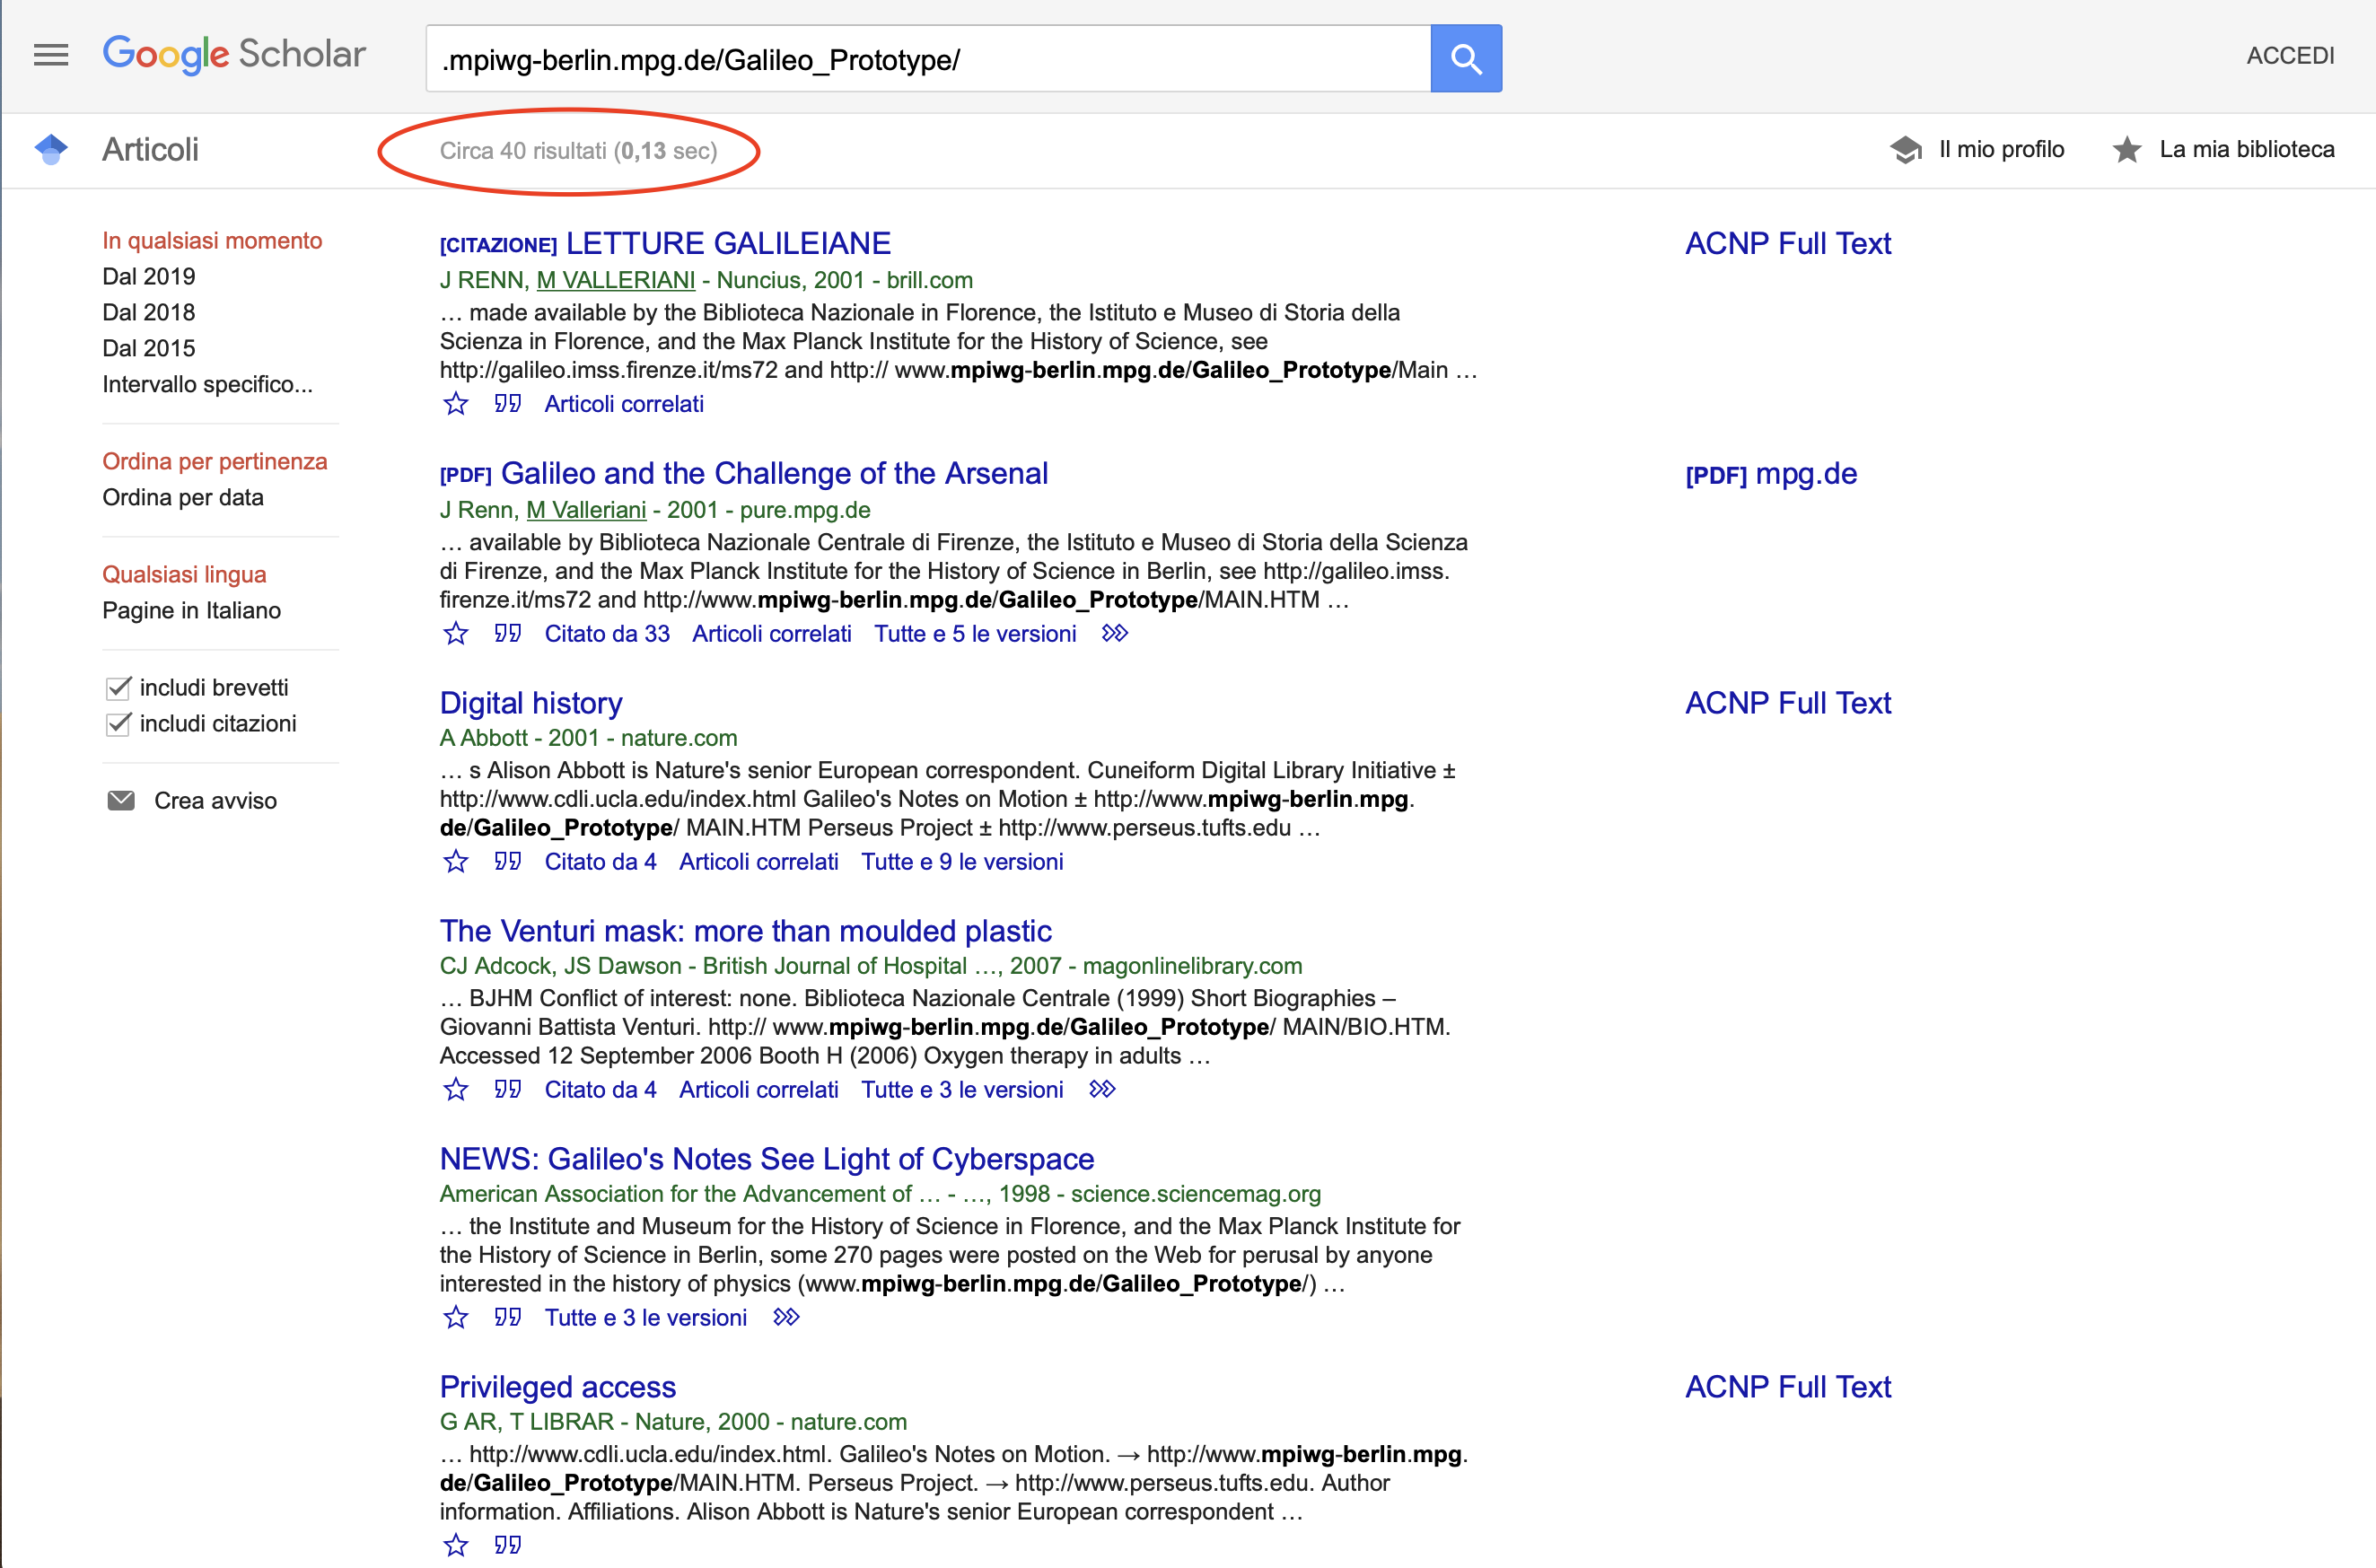 Google Scholar
.mpiwg-berlin.mpg.de/Galileo_Prototype/
ACCEDI
Articoli
Circa 40 risultati (0,13 sec)
Il mio profilo
La mia biblioteca
In qualsiasi momento
Dal 2019
Dal 2018
Dal 2015
Intervallo specifico...
Ordina per pertinenza
Ordina per data
Qualsiasi lingua
Pagine in Italiano
includi brevetti
includi citazioni
Crea avviso
[CITAZIONE] LETTURE GALILEIANE
J RENN, M VALLERIANI - Nuncius, 2001 - brill.com
… made available by the Biblioteca Nazionale in Florence, the Istituto e Museo di Storia della
Scienza in Florence, and the Max Planck Institute for the History of Science, see
http://galileo.imss.firenze.it/ms72 and http:// www.mpiwg-berlin.mpg.de/Galileo_Prototype/Main …
Articoli correlati
ACNP Full Text
[PDF] Galileo and the Challenge of the Arsenal
J Renn, M Valleriani - 2001 - pure.mpg.de
… available by Biblioteca Nazionale Centrale di Firenze, the Istituto e Museo di Storia della Scienza
di Firenze, and the Max Planck Institute for the History of Science in Berlin, see http://galileo.imss.
firenze.it/ms72 and http://www.mpiwg-berlin.mpg.de/Galileo_Prototype/MAIN.HTM …
Citato da 33 Articoli correlati Tutte e 5 le versioni
[PDF] mpg.de
Digital history
A Abbott - 2001 - nature.com
… s Alison Abbott is Nature's senior European correspondent. Cuneiform Digital Library Initiative ±
http://www.cdli.ucla.edu/index.html Galileo's Notes on Motion ± http://www.mpiwg-berlin.mpg.
de/Galileo_Prototype/ MAIN.HTM Perseus Project ± http://www.perseus.tufts.edu …
Citato da 4 Articoli correlati Tutte e 9 le versioni
ACNP Full Text
The Venturi mask: more than moulded plastic
CJ Adcock, JS Dawson - British Journal of Hospital …, 2007 - magonlinelibrary.com
… BJHM Conflict of interest: none. Biblioteca Nazionale Centrale (1999) Short Biographies –
Giovanni Battista Venturi. http:// www.mpiwg-berlin.mpg.de/Galileo_Prototype/ MAIN/BIO.HTM.
Accessed 12 September 2006 Booth H (2006) Oxygen therapy in adults …
Citato da 4 Articoli correlati Tutte e 3 le versioni
NEWS: Galileo's Notes See Light of Cyberspace
American Association for the Advancement of … - …, 1998 - science.sciencemag.org
… the Institute and Museum for the History of Science in Florence, and the Max Planck Institute for
the History of Science in Berlin, some 270 pages were posted on the Web for perusal by anyone
interested in the history of physics (www.mpiwg-berlin.mpg.de/Galileo_Prototype/) …
Tutte e 3 le versioni
Privileged access
G AR, T LIBRAR - Nature, 2000 - nature.com
… http://www.cdli.ucla.edu/index.html. Galileo's Notes on Motion. → http://www.mpiwg-berlin.mpg.
de/Galileo_Prototype/MAIN.HTM. Perseus Project. → http://www.perseus.tufts.edu. Author
information. Affiliations. Alison Abbott is Nature's senior European correspondent …
ACNP Full Text